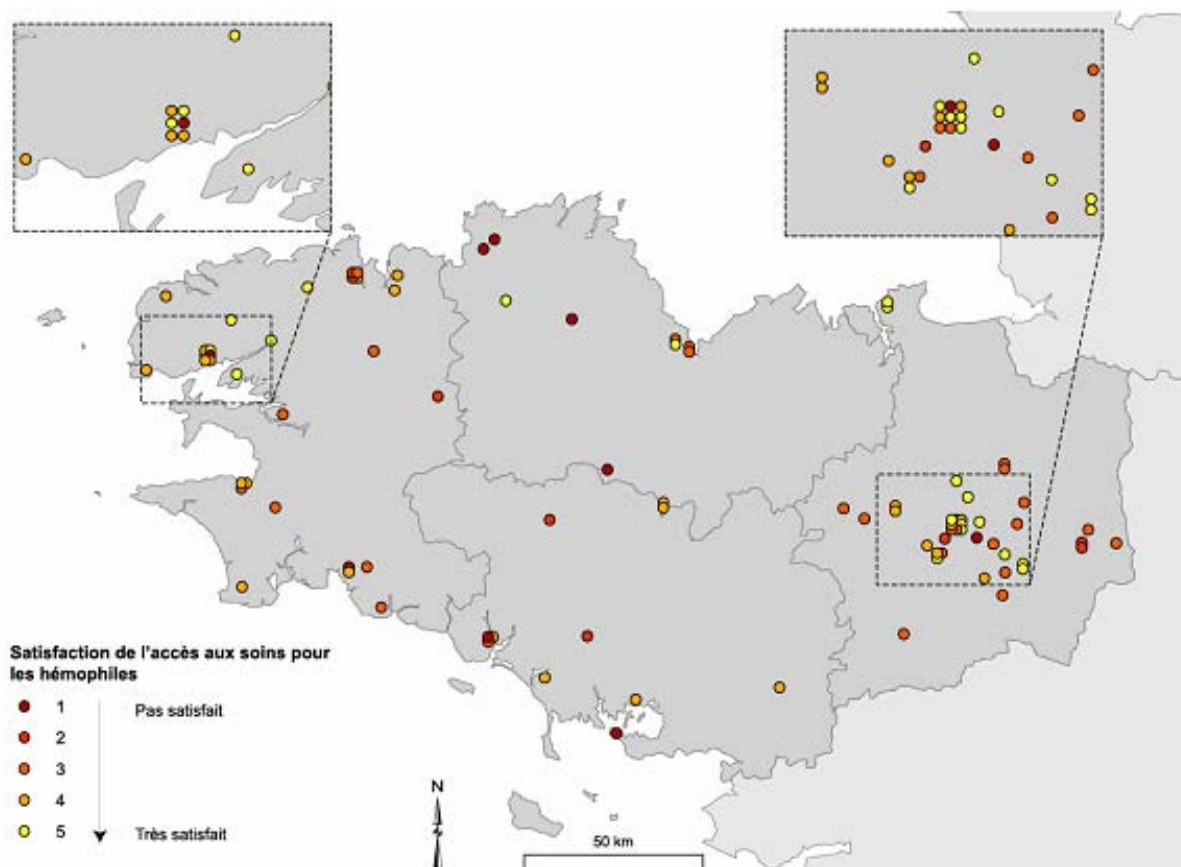 Satisfaction de l'accès aux soins pour
les hémophiles
1
Pas satisfait
2
3
4
5
Très satisfait
N
50 km